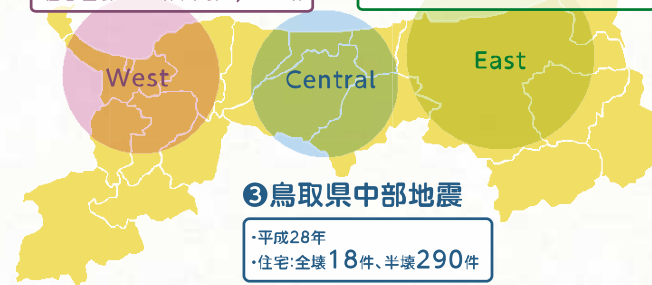 West
Central
East
❸鳥取県中部地震
・平成28年
・住宅:全壊18件、半壊290件